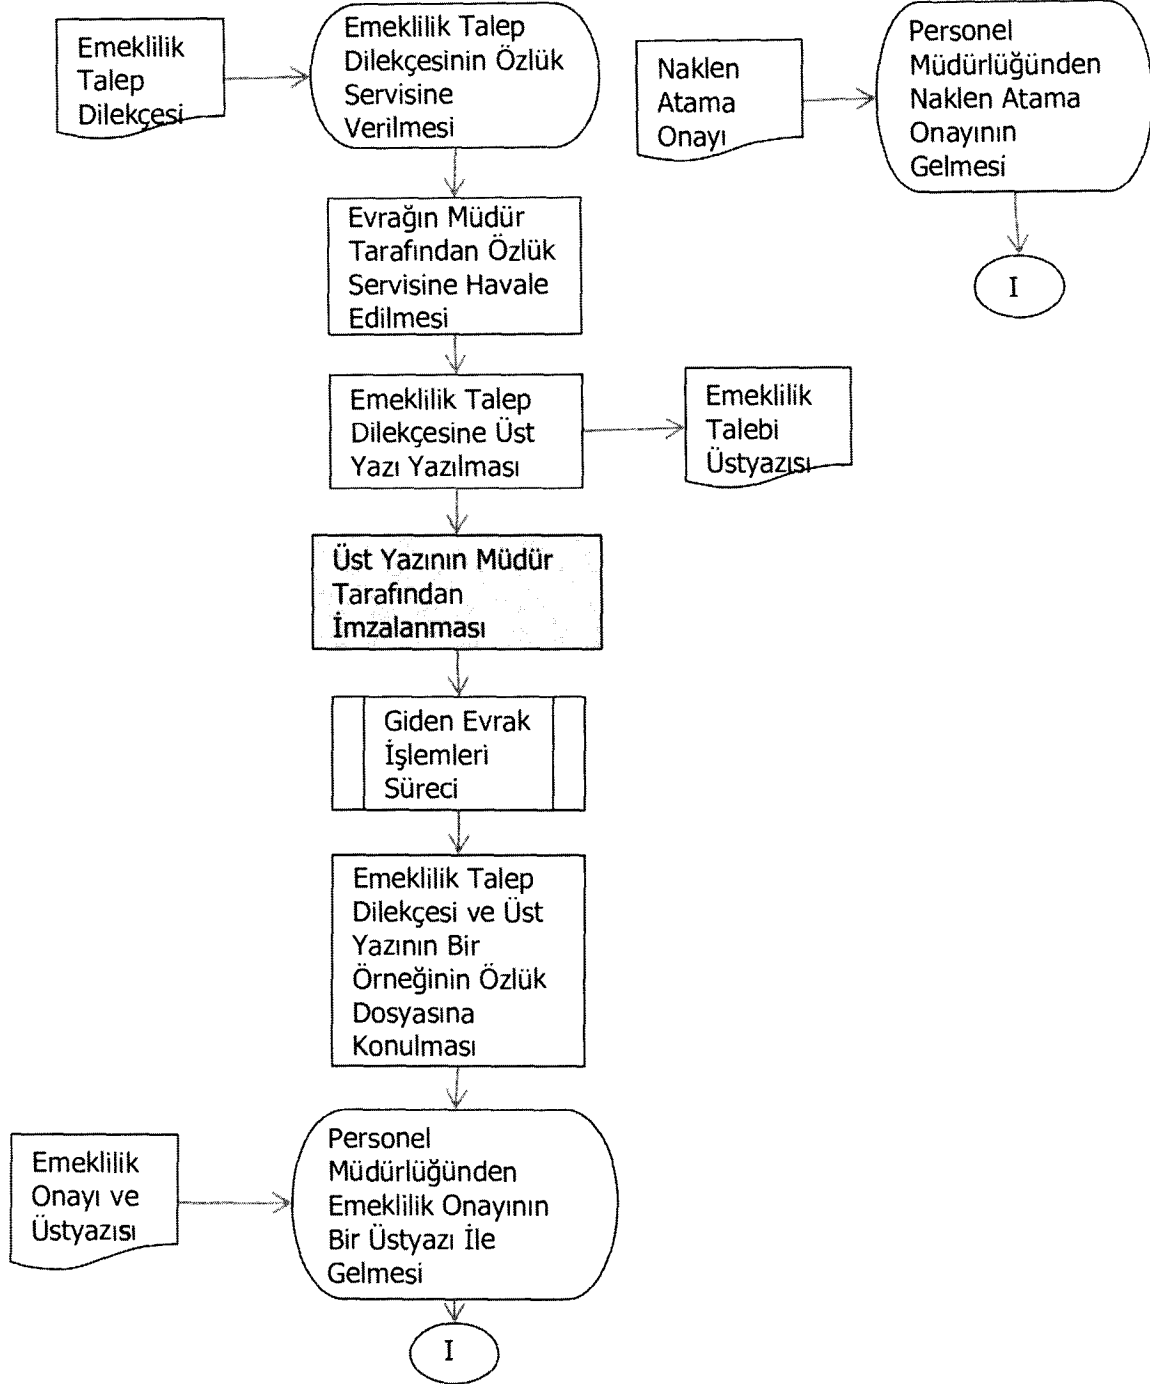 Emeklilik
Talep
Dilekçesi
Emeklilik Talep
Dilekçesinin Özlük
Servisine
Verilmesi
Naklen
Atama
Onayı
Personel
Müdürlüğünden
Naklen Atama
Onayının
Gelmesi
I
Evrağın Müdür
Tarafından Özlük
Servisine Havale
Edilmesi
Emeklilik Talep
Dilekçesine Üst
Yazı Yazılması
Emeklilik
Talebi
Üstyazısı
Üst Yazının Müdür
Tarafından
İmzalanması
Giden Evrak
İşlemleri
Süreci
Emeklilik Talep
Dilekçesi ve Üst
Yazının Bir
Örneğinin Özlük
Dosyasına
Konulması
Emeklilik
Onayı ve
Üstyazısı
Personel
Müdürlüğünden
Emeklilik Onayının
Bir Üstyazı İle
Gelmesi
I